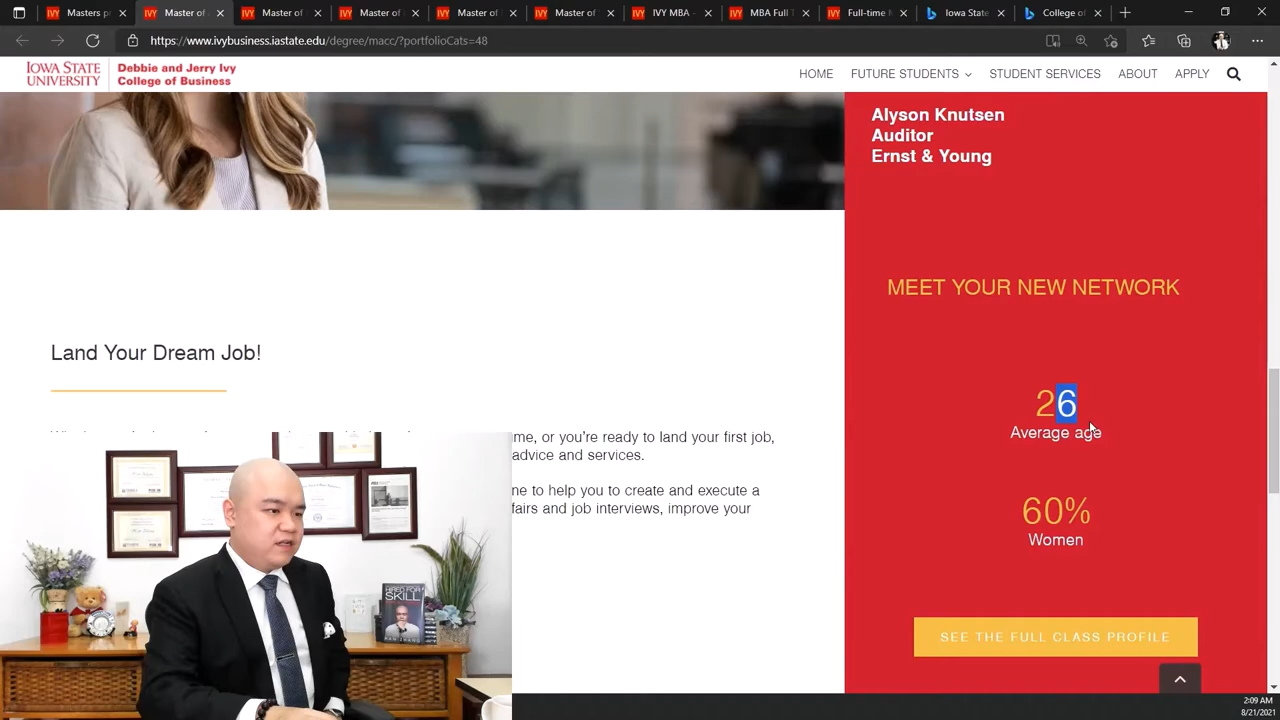 Masters p
Master of
Master of
Master of
Master of
Master of
IVY MBA -
MBA Full T
Full-time M
Iowa State
College of
https://www.ivybusiness.iastate.edu/degree/macc/?portfolioCats=48
IOWA STATE
UNIVERSITY
Debbie and Jerry Ivy
College of Business
HOME
FUTURE STUDENTS
STUDENT SERVICES
ABOUT
APPLY
Alyson Knutsen
Auditor
Ernst & Young
MEET YOUR NEW NETWORK
Land Your Dream Job!
26
Average age
me, or you're ready to land your first job,
advice and services.
ne to help you to create and execute a
fairs and job interviews, improve your
60%
Women
HIRED FOR
SKILL
SEE THE FULL CLASS PROFILE
2:09 AM
8/21/2021